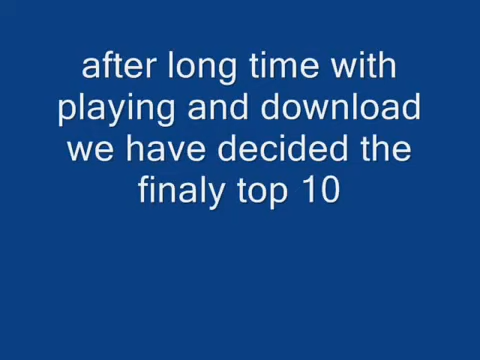 after long time with
playing and download
we have decided the
finaly top 10